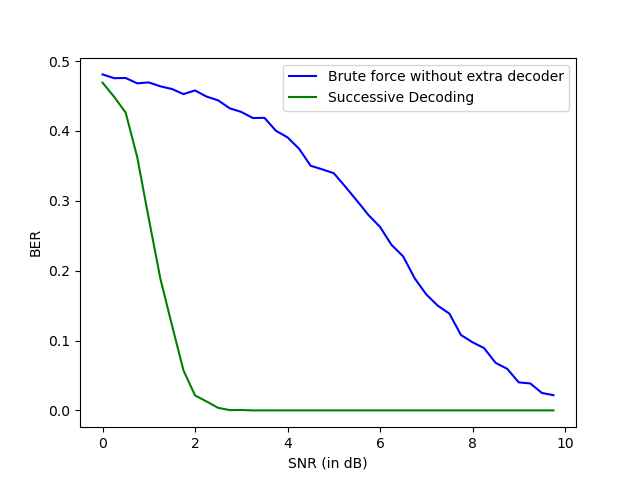 Brute force without extra decoder
Successive Decoding
0.5
0.4
0.3
0.2
0.1
0.0
BER
0 2 4 6 8 10
SNR (in dB)